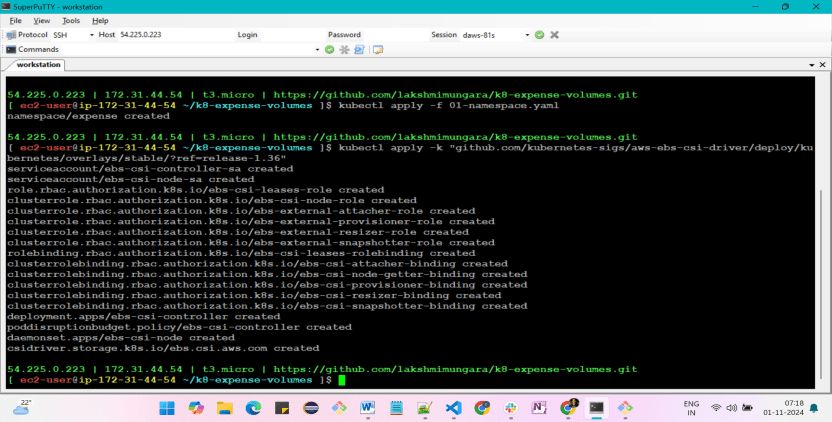 SuperPuTTY - workstation
File View Tools Help
Protocol SSH Host 54.225.0.223 Login Password Session daws-81s
Commands
workstation
54.225.0.223 | 172.31.44.54 | t3.micro | https://github.com/lakshmimungara/k8-expense-volumes.git
[ ec2-user@ip-172-31-44-54 ~/k8-expense-volumes ]$ kubectl apply -f 01-namespace.yaml
namespace/expense created
54.225.0.223 | 172.31.44.54 | t3.micro | https://github.com/lakshmimungara/k8-expense-volumes.git
[ ec2-user@ip-172-31-44-54 ~/k8-expense-volumes ]$ kubectl apply -k "github.com/kubernetes-sigs/aws-ebs-csi-driver/deploy/ku
bernetes/overlays/stable/?ref=release-1.36"
serviceaccount/ebs-csi-controller-sa created
serviceaccount/ebs-csi-node-sa created
role.rbac.authorization.k8s.io/ebs-csi-leases-role created
clusterrole.rbac.authorization.k8s.io/ebs-csi-node-role created
clusterrole.rbac.authorization.k8s.io/ebs-external-attacher-role created
clusterrole.rbac.authorization.k8s.io/ebs-external-provisioner-role created
clusterrole.rbac.authorization.k8s.io/ebs-external-resizer-role created
clusterrole.rbac.authorization.k8s.io/ebs-external-snapshotter-role created
rolebinding.rbac.authorization.k8s.io/ebs-csi-leases-rolebinding created
clusterrolebinding.rbac.authorization.k8s.io/ebs-csi-attacher-binding created
clusterrolebinding.rbac.authorization.k8s.io/ebs-csi-node-getter-binding created
clusterrolebinding.rbac.authorization.k8s.io/ebs-csi-provisioner-binding created
clusterrolebinding.rbac.authorization.k8s.io/ebs-csi-resizer-binding created
clusterrolebinding.rbac.authorization.k8s.io/ebs-csi-snapshotter-binding created
deployment.apps/ebs-csi-controller created
poddisruptionbudget.policy/ebs-csi-controller created
daemonset.apps/ebs-csi-node created
csidriver.storage.k8s.io/ebs.csi.aws.com created
54.225.0.223 | 172.31.44.54 | t3.micro | https://github.com/lakshmimungara/k8-expense-volumes.git
[ ec2-user@ip-172-31-44-54 ~/k8-expense-volumes ]$
22°
ENG
IN
07:18
01-11-2024